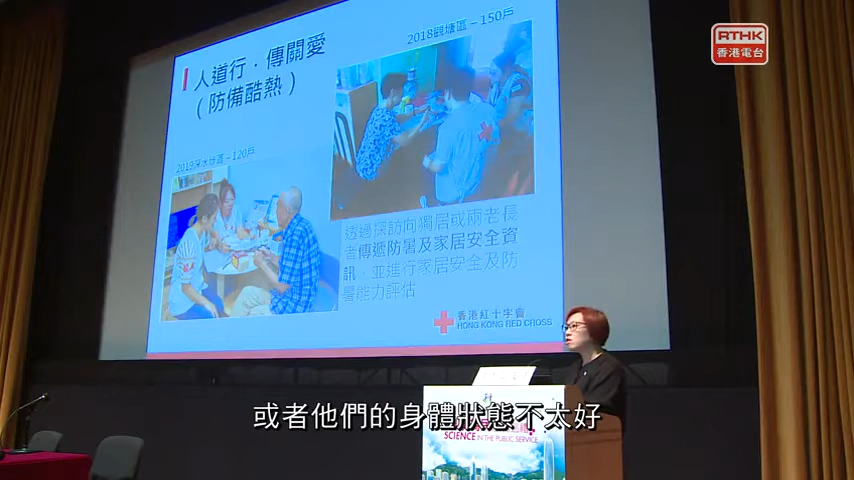 RTHK
香港電台
2018觀塘區－150戶
人道行．傳關愛
（防備酷熱）
2019深水埗區－120戶
透過探訪向獨居或兩老長
者傳遞防暑及家居安全資
訊，並進行家居安全及防
暑能力評估
香港紅十字會
HONG KONG RED CROSS
或者他們的身體狀態不太好
SCIENCE IN THE PUBLIC SERVICE